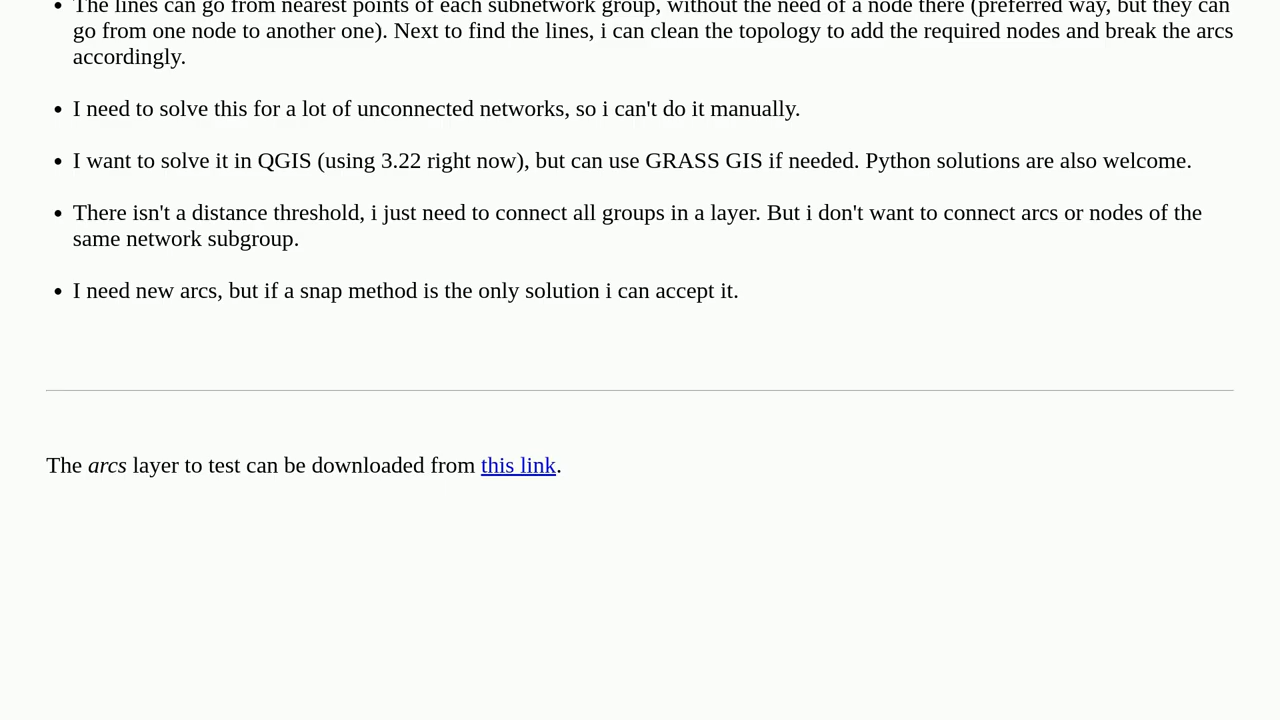 The lines can go from nearest points of each subnetwork group, without the need of a node there (preferred way, but they can
go from one node to another one). Next to find the lines, i can clean the topology to add the required nodes and break the arcs
accordingly.
I need to solve this for a lot of unconnected networks, so i can't do it manually.
I want to solve it in QGIS (using 3.22 right now), but can use GRASS GIS if needed. Python solutions are also welcome.
There isn't a distance threshold, i just need to connect all groups in a layer. But i don't want to connect arcs or nodes of the
same network subgroup.
I need new arcs, but if a snap method is the only solution i can accept it.
The arcs layer to test can be downloaded from this link.